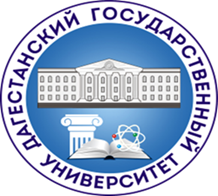 ДАГЕСТАНСКИЙ ГОСУДАРСТВЕННЫЙ
УНИВЕРСИТЕТ